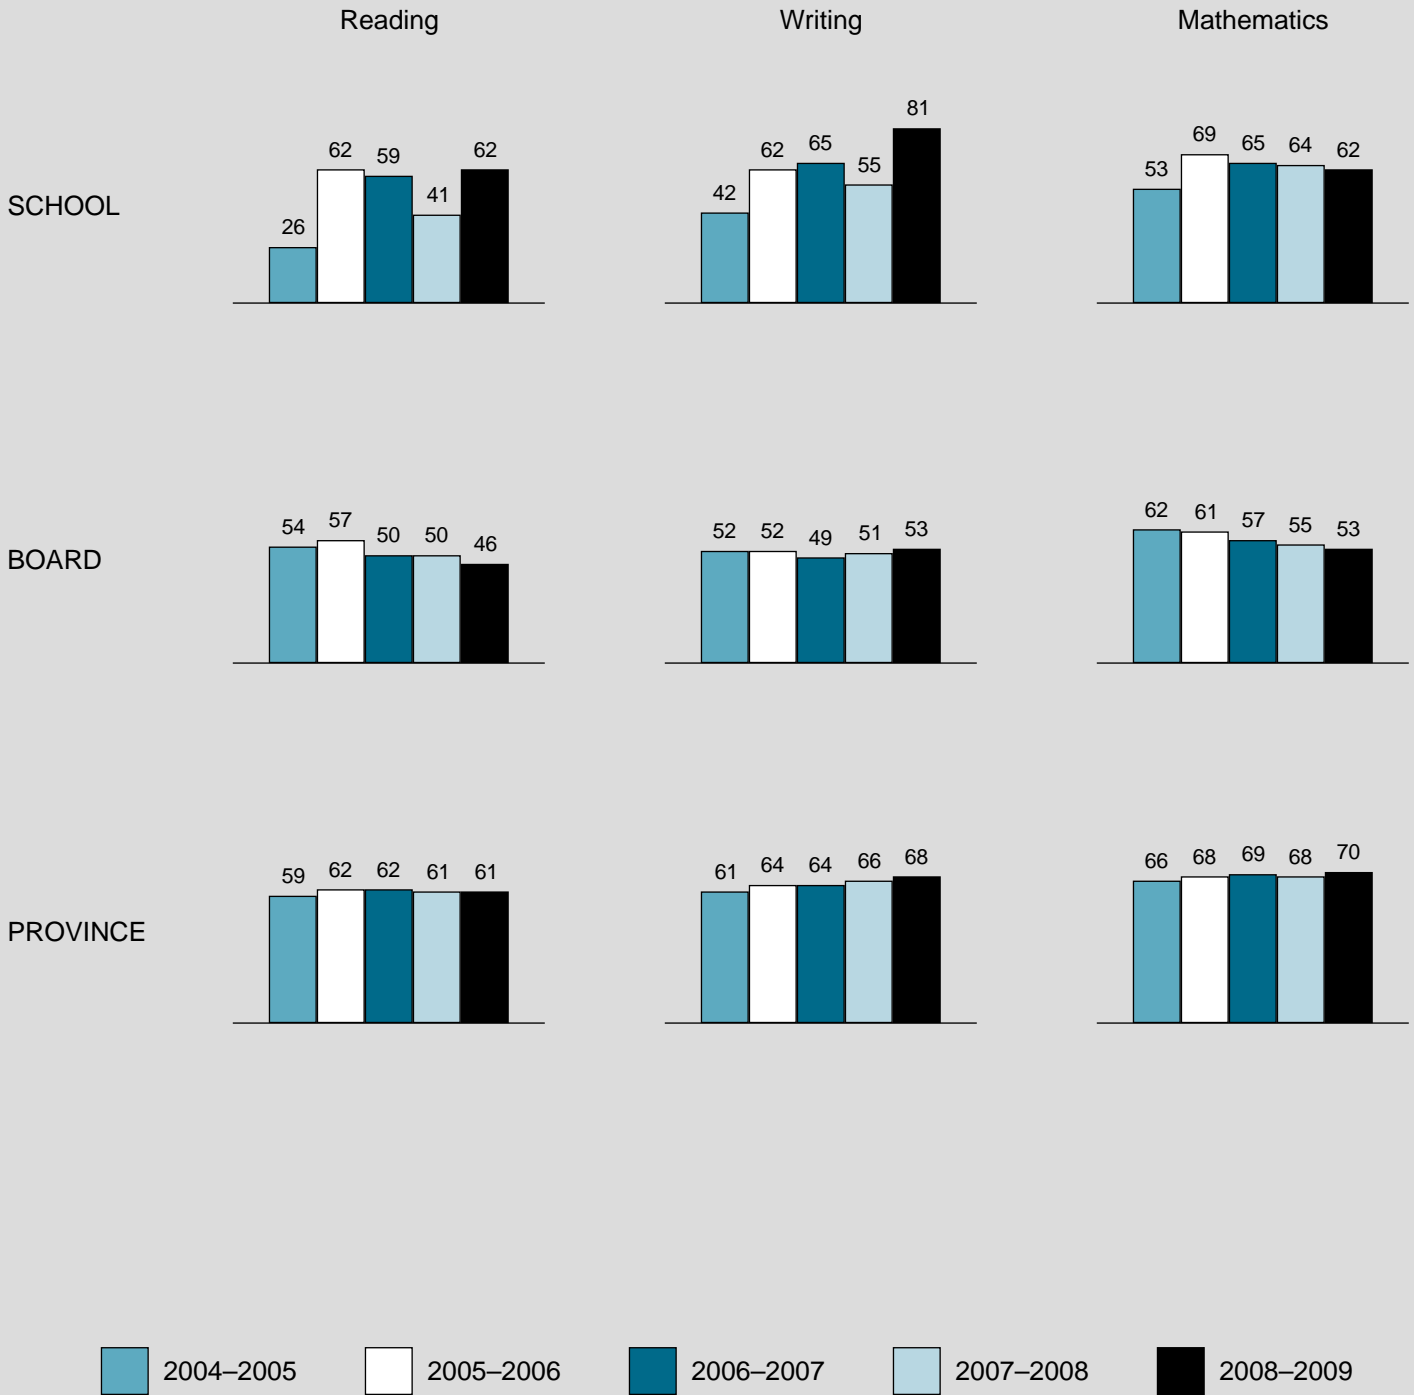 Reading Writing Mathematics
SCHOOL
26 62 59 41 62
42 62 65 55 81
53 69 65 64 62
BOARD
54 57 50 50 46
52 52 49 51 53
62 61 57 55 53
PROVINCE
59 62 62 61 61
61 64 64 66 68
66 68 69 68 70
2004–2005 2005–2006 2006–2007 2007–2008 2008–2009